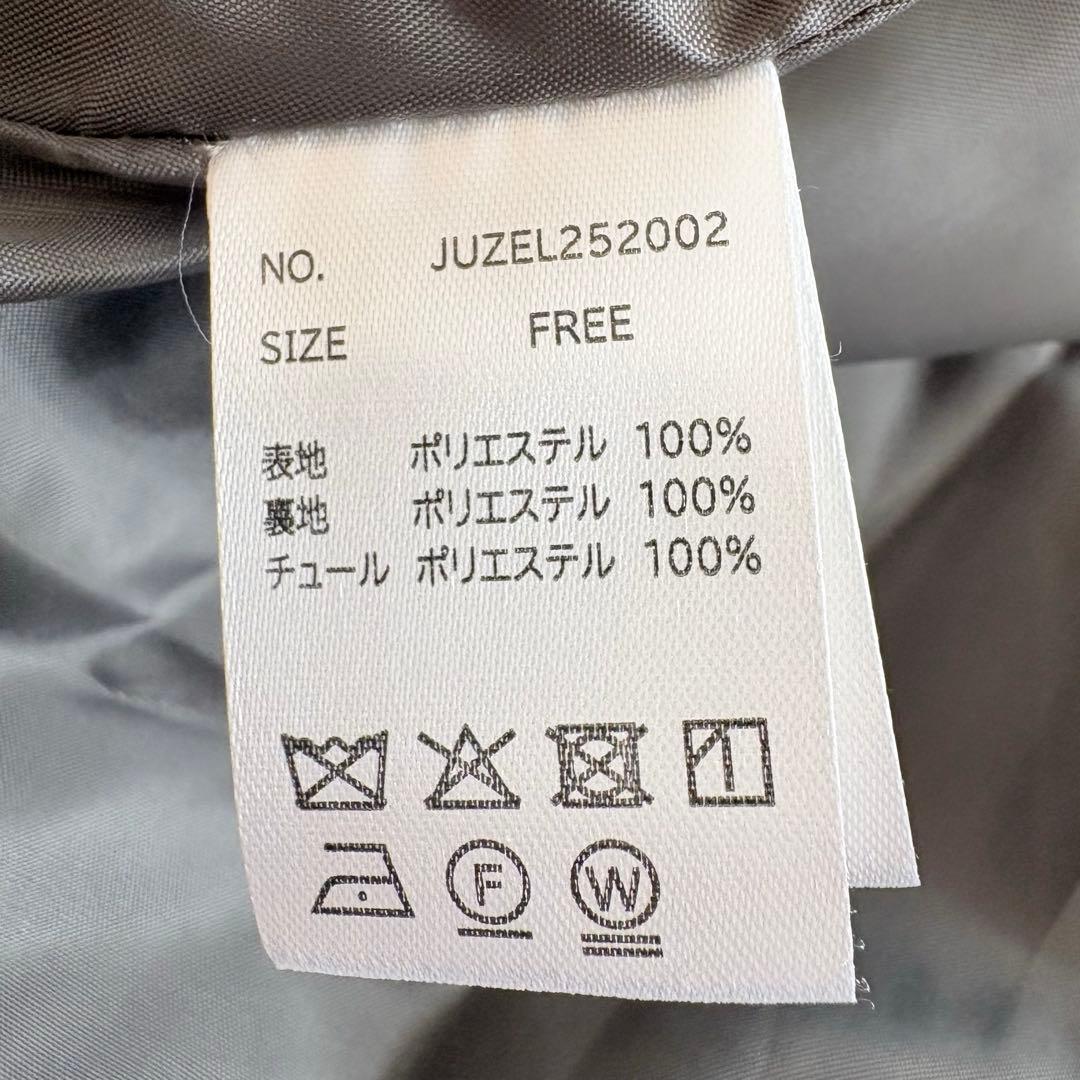 NO. JUZEL252002
SIZE FREE
表地 ポリエステル 100%
裏地 ポリエステル 100%
チュール ポリエステル 100%
F W